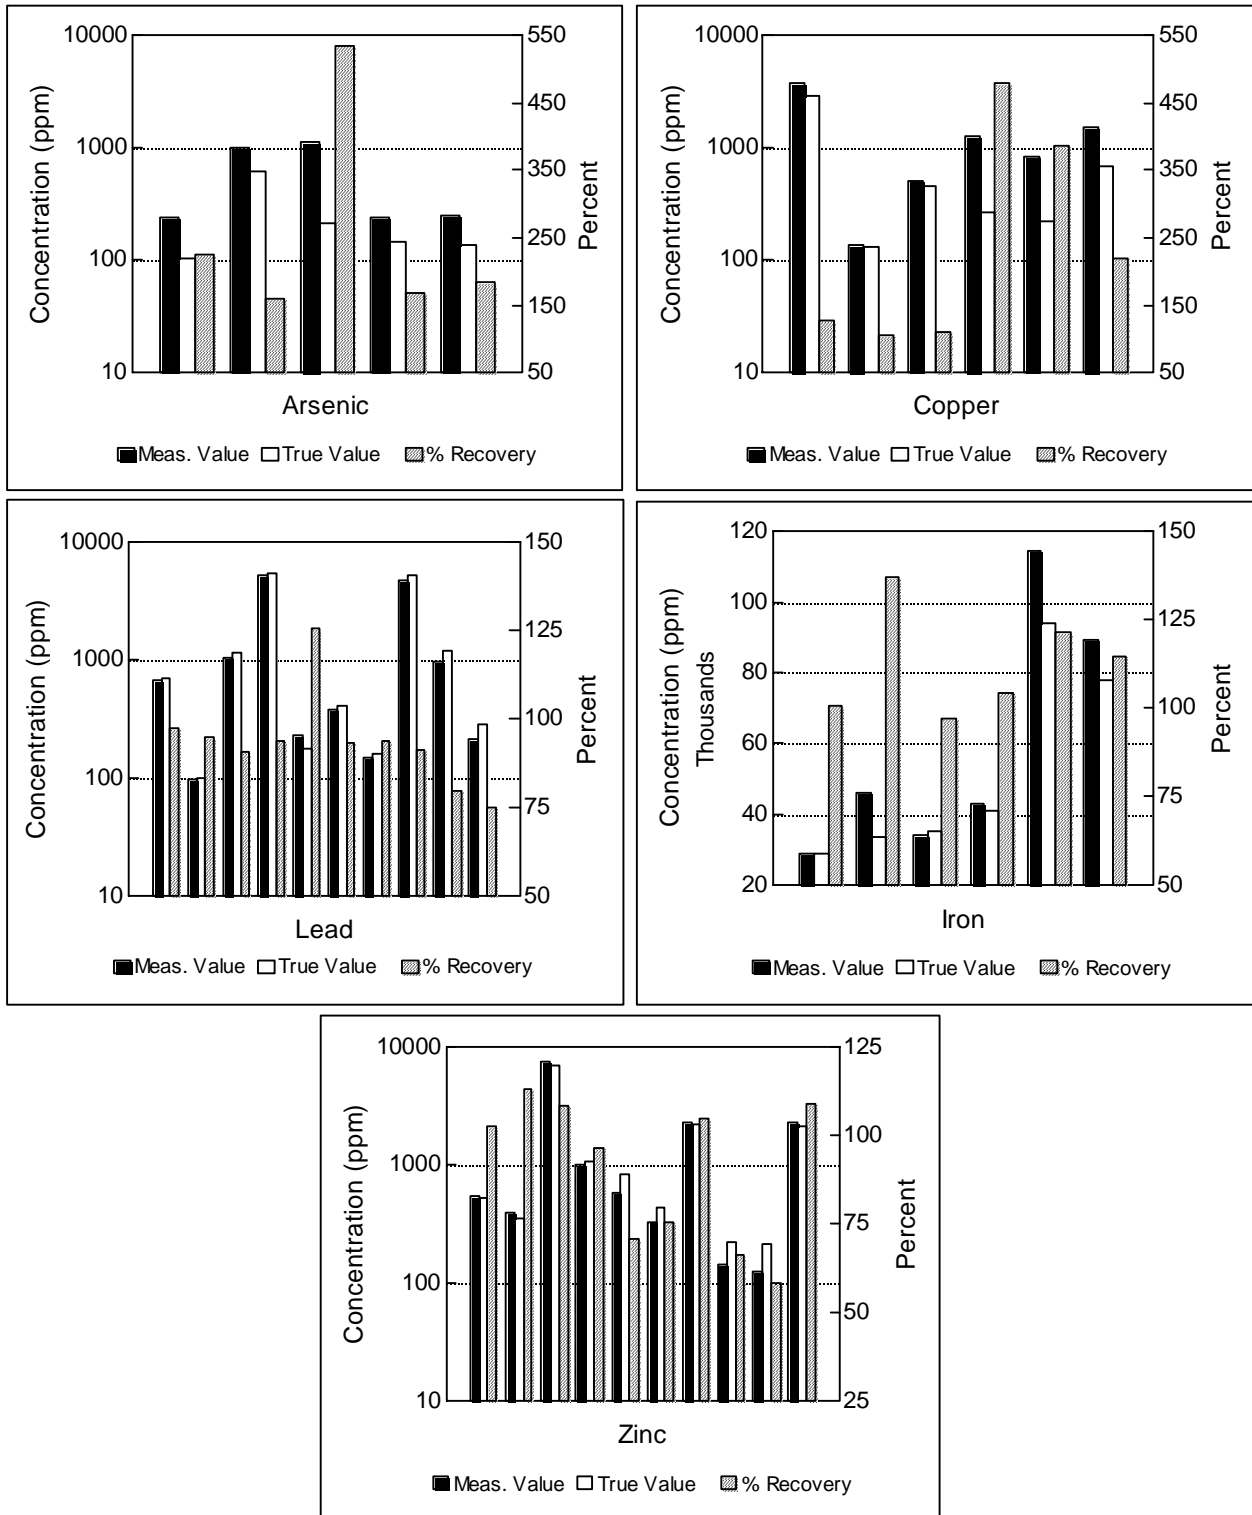 10000
1000
100
10
Concentration (ppm)
550
450
350
250
150
50
Percent
Arsenic
Meas. Value True Value % Recovery
10000
1000
100
10
Concentration (ppm)
550
450
350
250
150
50
Percent
Copper
Meas. Value True Value % Recovery
10000
1000
100
10
Concentration (ppm)
150
125
100
75
50
Percent
Lead
Meas. Value True Value % Recovery
120
100
80
60
40
20
Concentration (ppm)
Thousands
150
125
100
75
50
Percent
Iron
Meas. Value True Value % Recovery
10000
1000
100
10
Concentration (ppm)
125
100
75
50
25
Percent
Zinc
Meas. Value True Value % Recovery